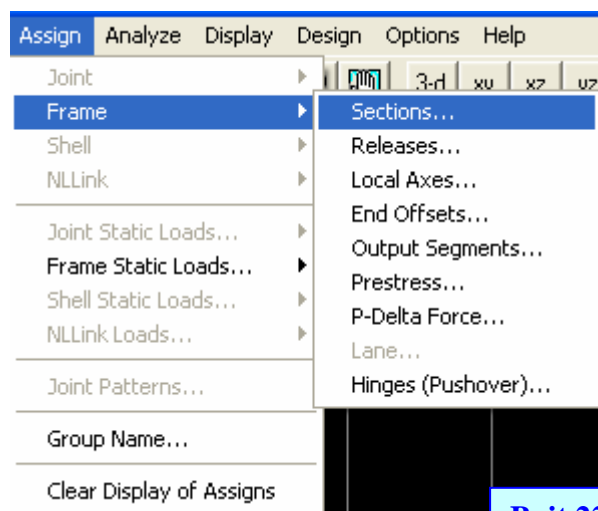 Assign Analyze Display Design Options Help
3-d xy xz yz
Joint
Frame
Shell
NLLink
Joint Static Loads...
Frame Static Loads...
Shell Static Loads...
NLLink Loads...
Joint Patterns...
Group Name...
Clear Display of Assigns
Sections...
Releases...
Local Axes...
End Offsets...
Output Segments...
Prestress...
P-Delta Force...
Lane...
Hinges (Pushover)...